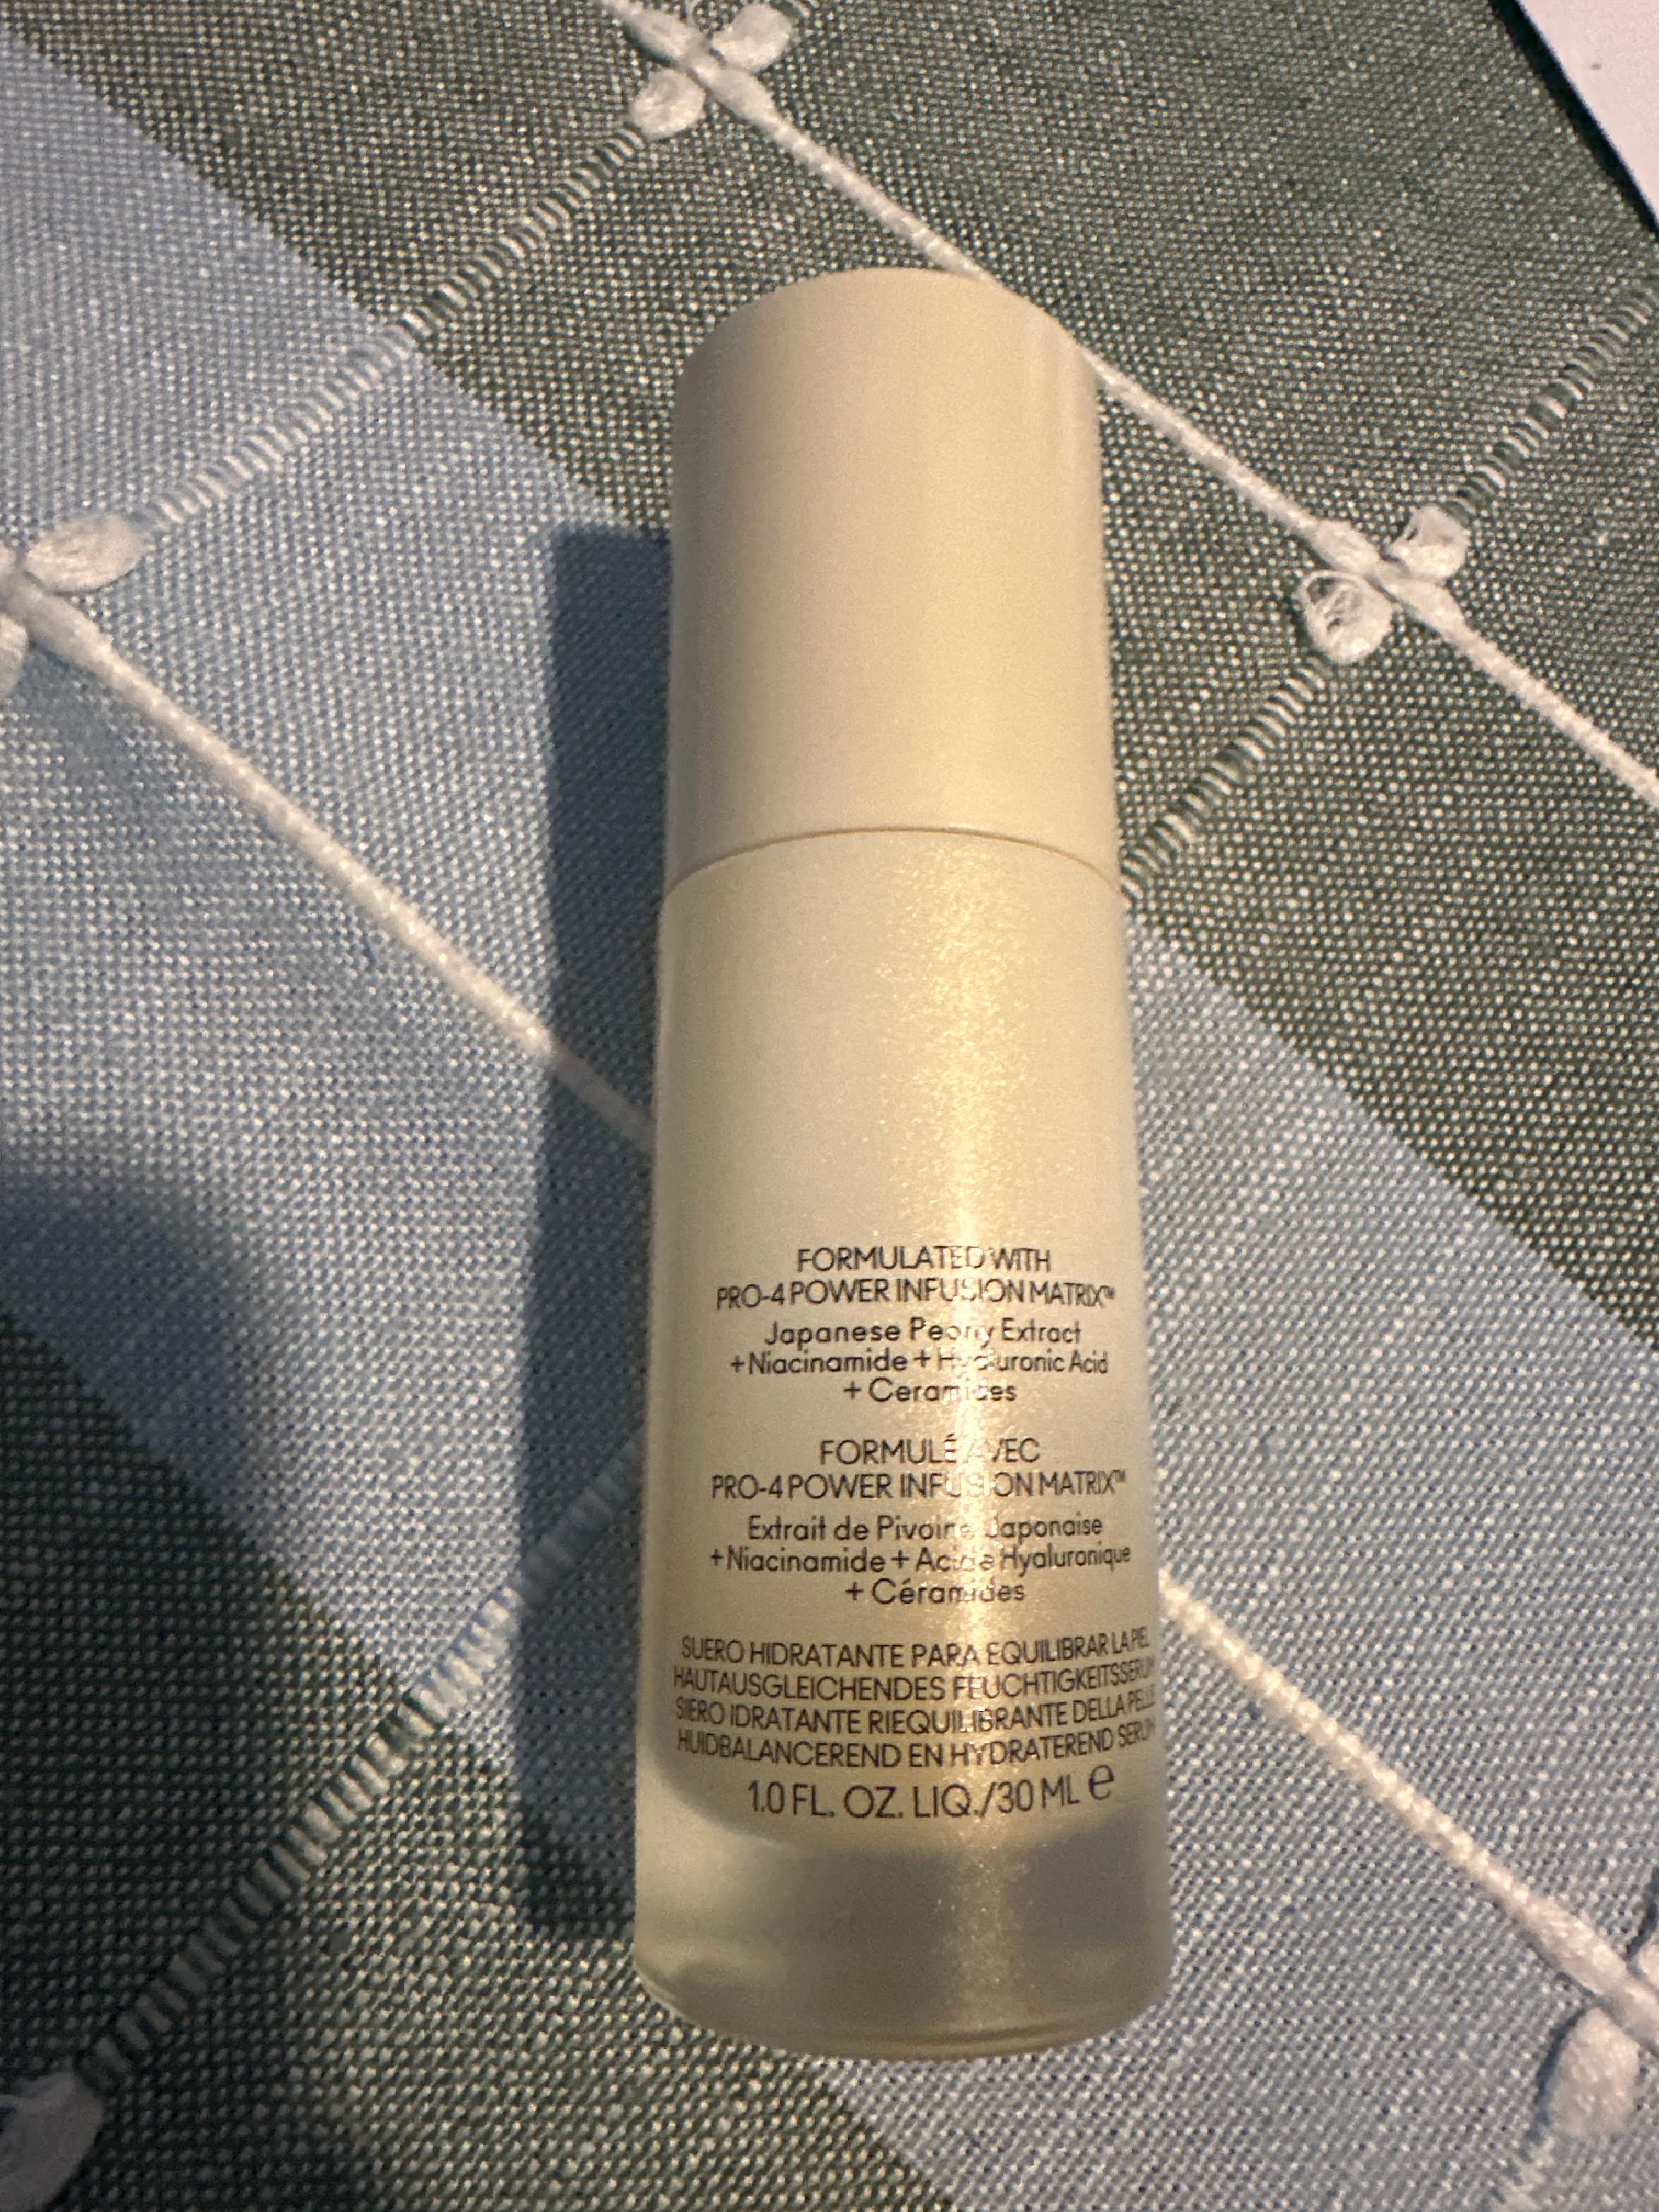 FORMULATED WITH
PRO-4 POWER INFUSION MATRIX™
Japanese Peony Extract
+ Niacinamide + Hyaluronic Acid
+ Ceramides
FORMULÉ AVEC
PRO-4 POWER INFUSION MATRIX™
Extrait de Pivoine Japonaise
+ Niacinamide + Acide Hyaluronique
+ Céramides
SUERO HIDRATANTE PARA EQUILIBRAR LA PIEL
HAUTAUSGLEICHENDES FEUCHTIGKEITSSERUM
SIERO IDRATANTE RIEQUILIBRANTE DELLA PELLE
HUIDBALANCEREND EN HYDRATEREND SERUM
1.0 FL. OZ. LIQ./30 ML ℮